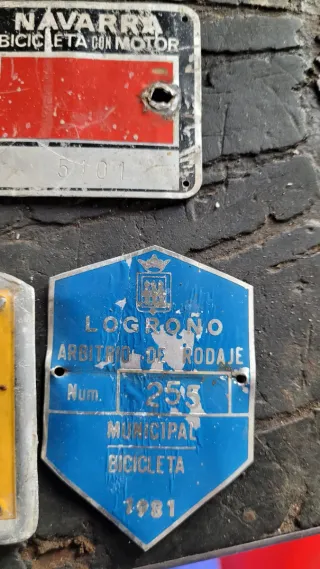 NAVARRA
BICICLETA CON MOTOR
5101
LOGROÑO
ARBITRIO DE RODAJE
Num. 255
MUNICIPAL
BICICLETA
1981